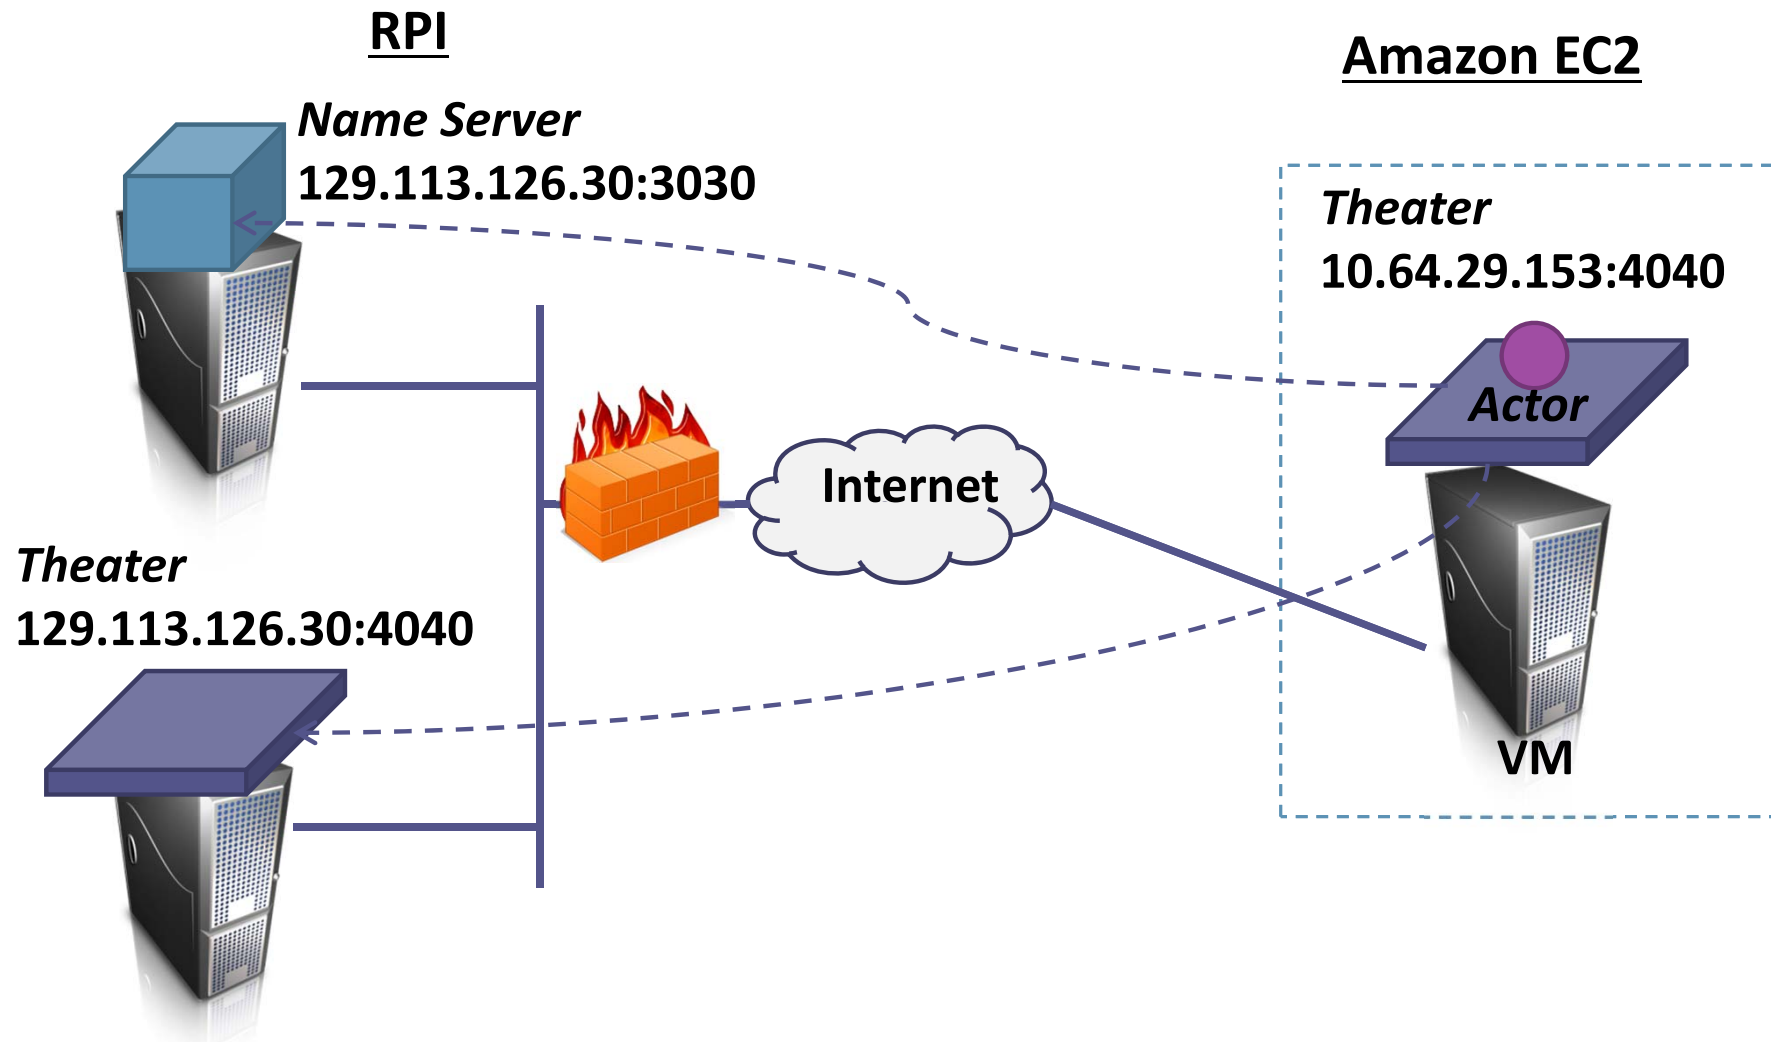 RPI
Amazon EC2
Name Server
129.113.126.30:3030
Theater
10.64.29.153:4040
Actor
Internet
Theater
129.113.126.30:4040
VM